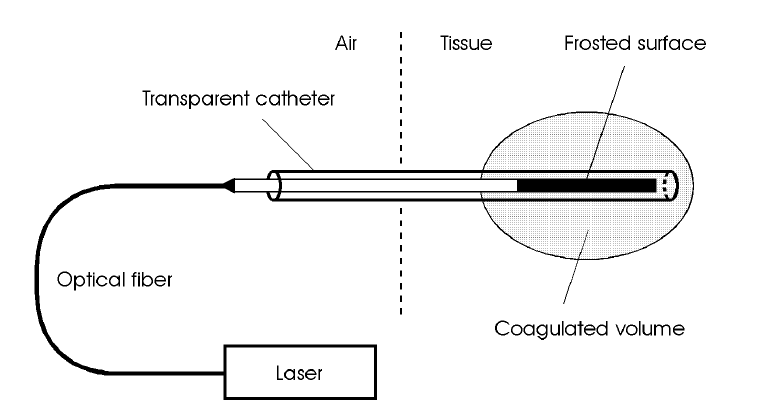 Air
Tissue
Frosted surface
Transparent catheter
Optical fiber
Coagulated volume
Laser